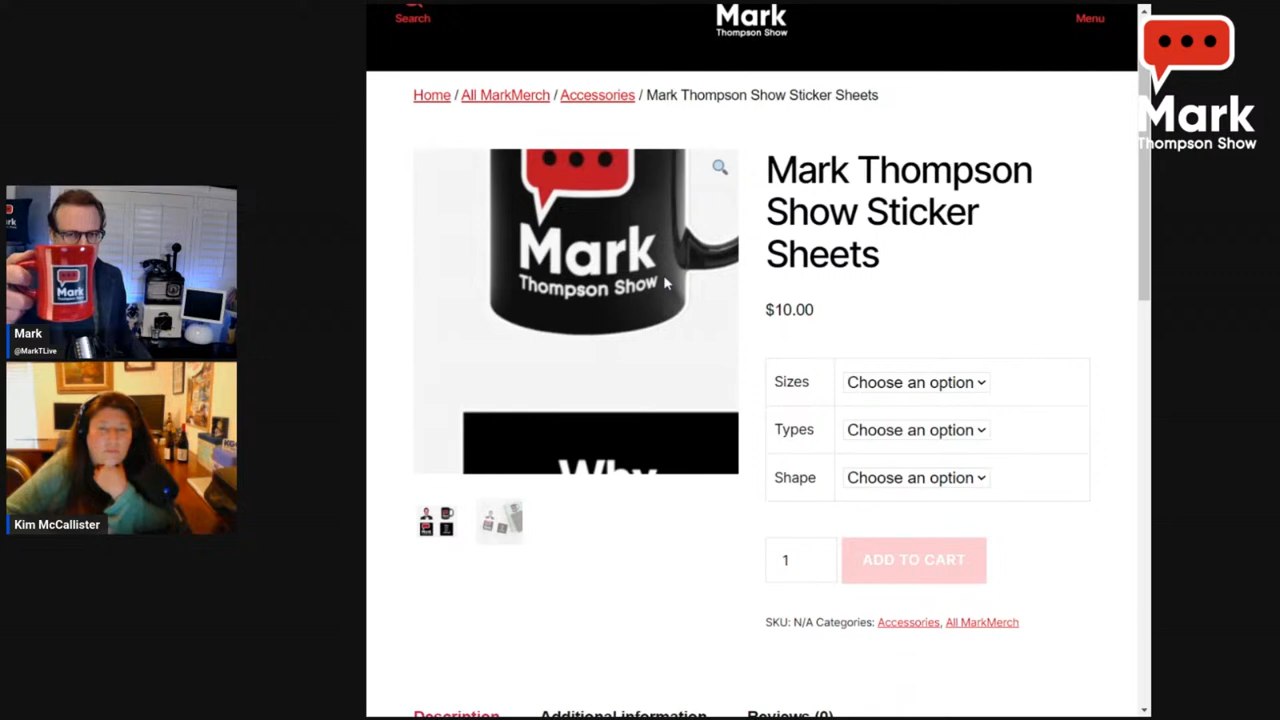 Search
Mark
Thompson Show
Menu
Mark
Thompson Show
Home / All MarkMerch / Accessories / Mark Thompson Show Sticker Sheets
Mark
Thompson Show
Why
Mark Thompson
Show Sticker
Sheets
$10.00
Sizes Choose an option
Types Choose an option
Shape Choose an option
1 ADD TO CART
SKU: N/A Categories: Accessories, All MarkMerch
Description Additional information Reviews (0)
Mark
Mark
@MarkTLive
Kim McCallister
Mark